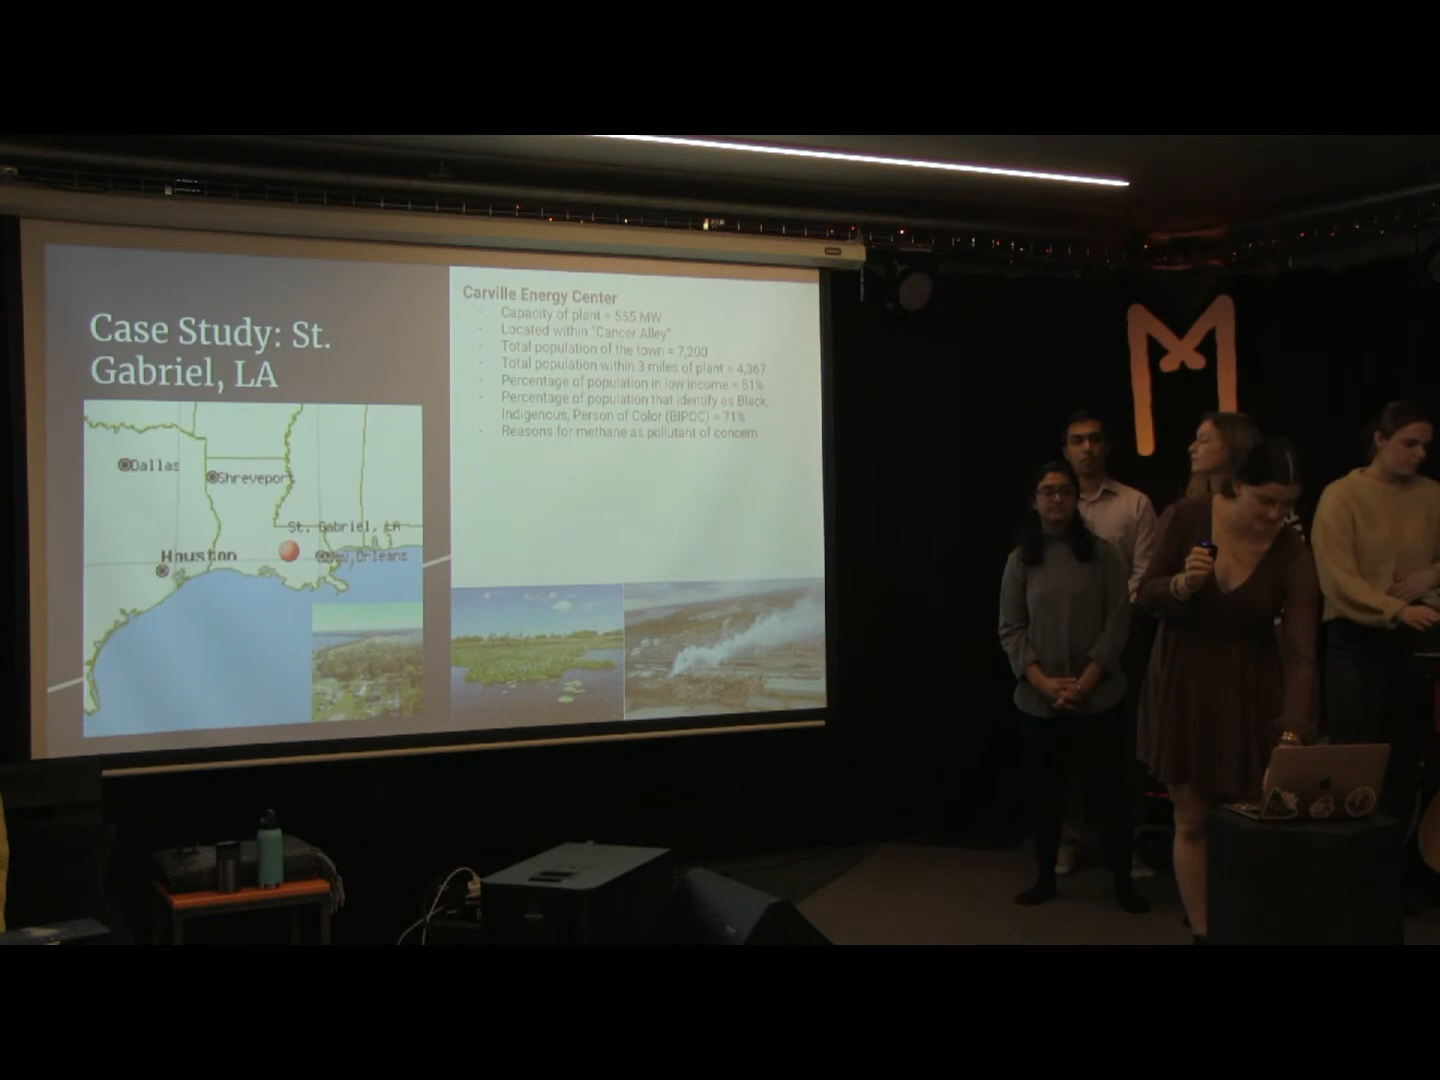 Case Study: St.
Gabriel, LA
Dallas
Shreveport
St. Gabriel, LA
Houston
New, Orleans
Carville Energy Center
- Capacity of plant = 555 MW
- Located within "Cancer Alley"
- Total population of the town = 7,200
- Total population within 3 miles of plant = 4,367
- Percentage of population in low income = 51%
- Percentage of population that identify as Black,
Indigenous, Person of Color (BIPOC) = 71%
- Reasons for methane as pollutant of concern
M